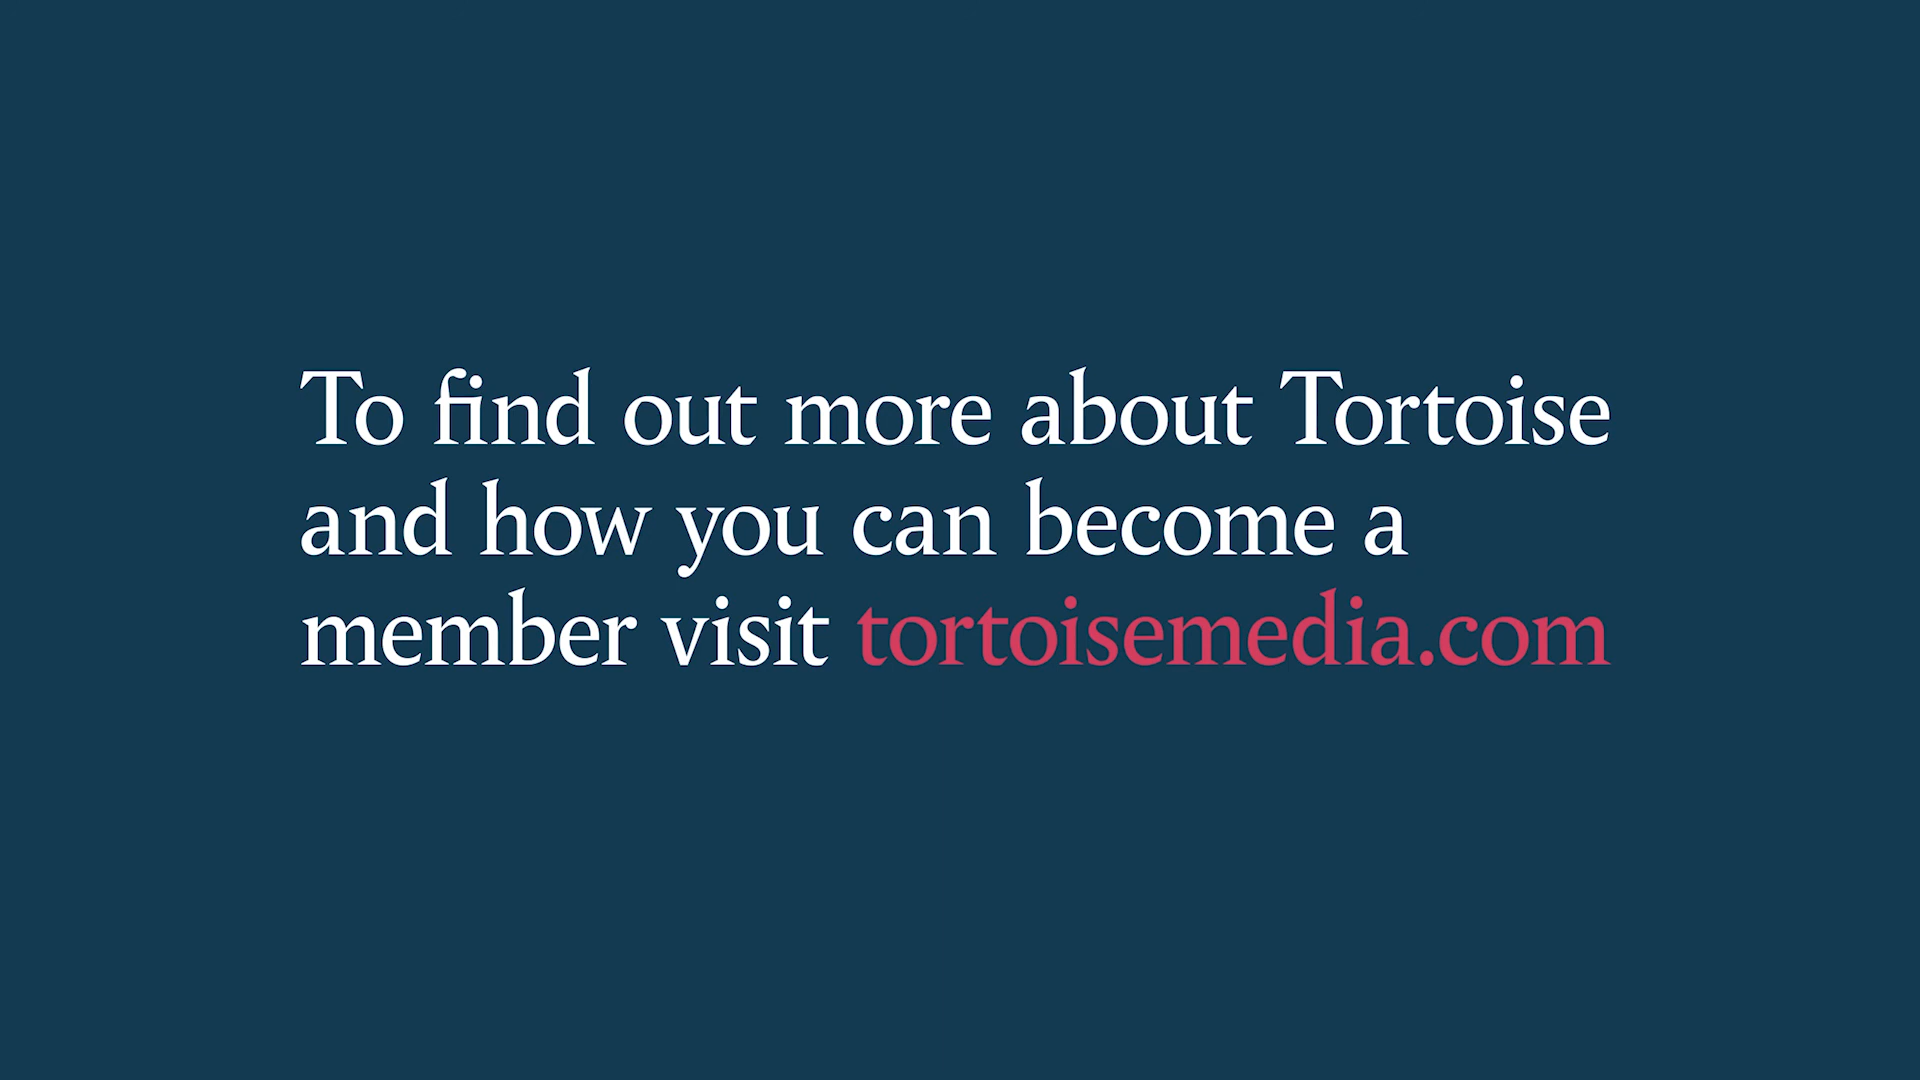 To find out more about Tortoise
and how you can become a
member visit tortoisemedia.com